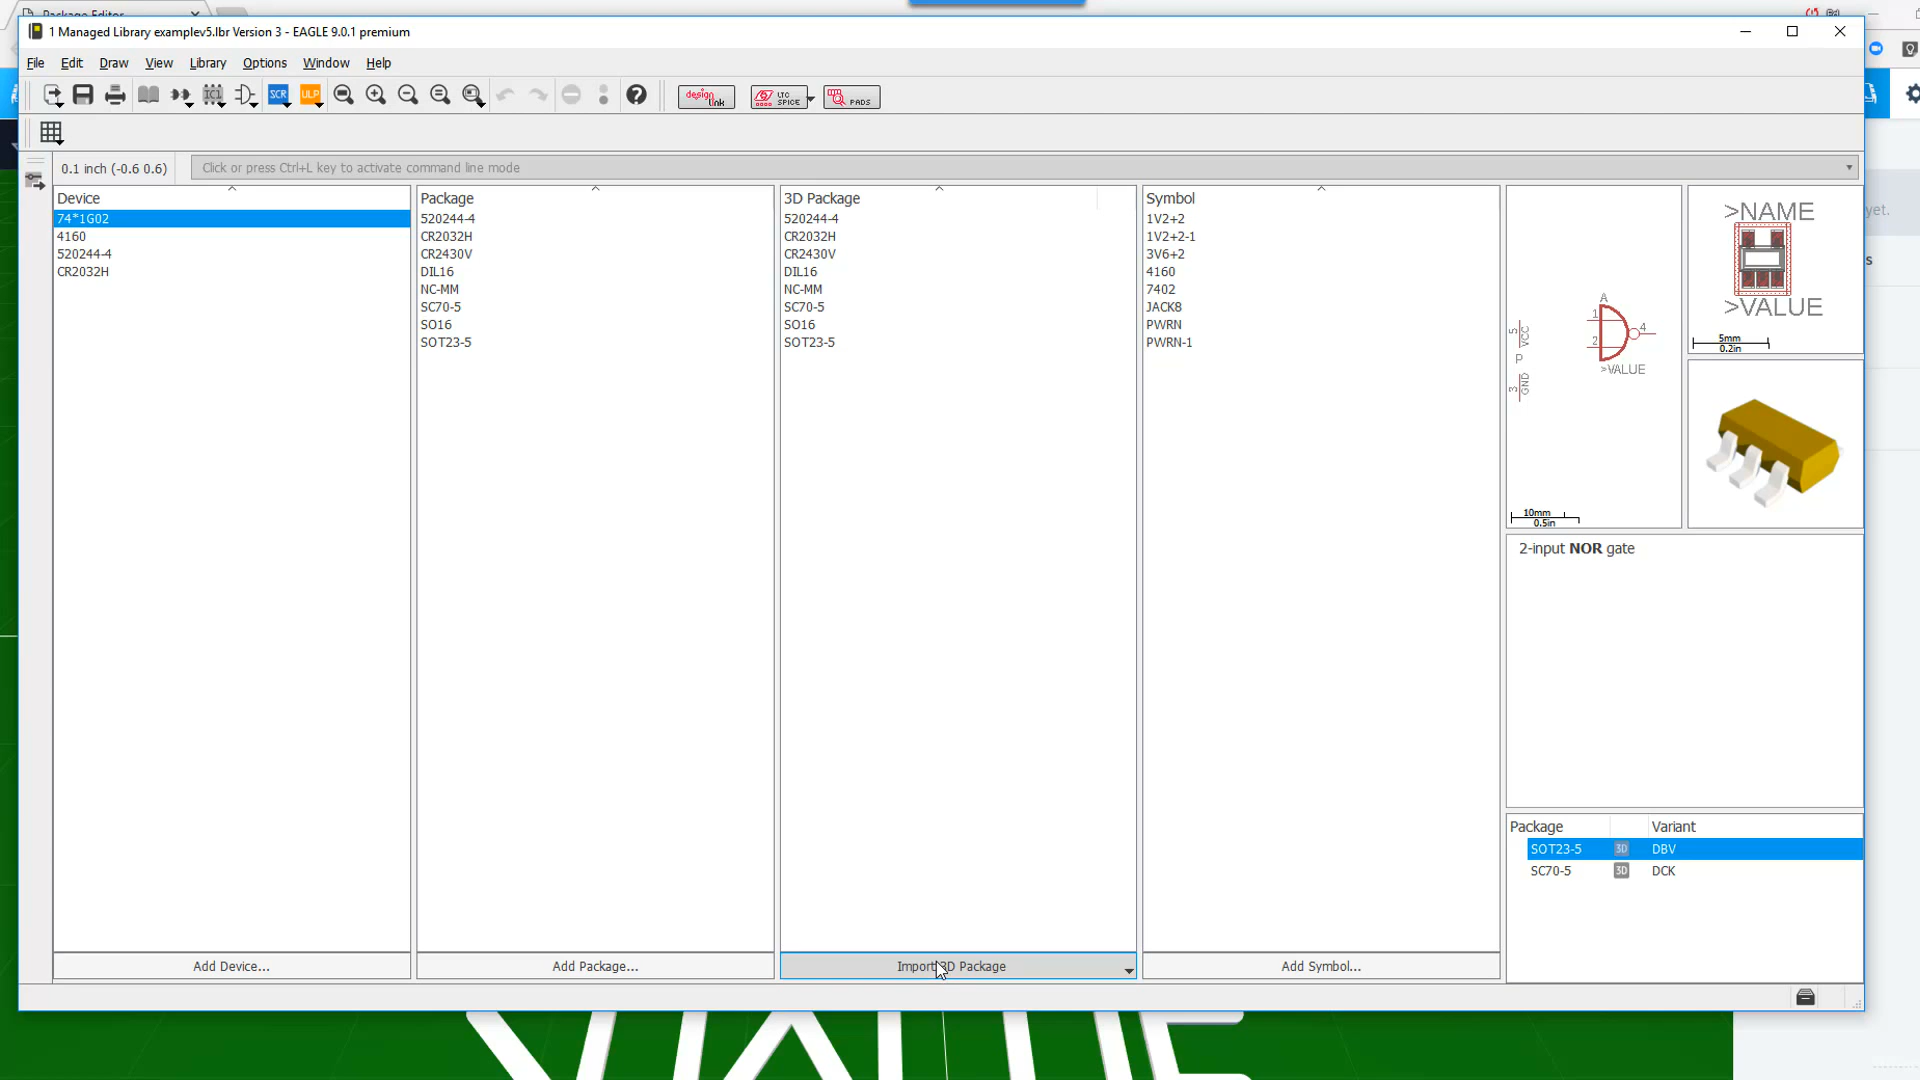 Package Editor
1 Managed Library examplev5.lbr Version 3 - EAGLE 9.0.1 premium
File Edit Draw View Library Options Window Help
SCR ULP design link LTC SPICE PADS
0.1 inch (-0.6 0.6) Click or press Ctrl+L key to activate command line mode
Device
74*1G02
4160
520244-4
CR2032H
Add Device...
Package
520244-4
CR2032H
CR2430V
DIL16
NC-MM
SC70-5
SO16
SOT23-5
Add Package...
3D Package
520244-4
CR2032H
CR2430V
DIL16
NC-MM
SC70-5
SO16
SOT23-5
Import 3D Package
Symbol
1V2+2
1V2+2-1
3V6+2
4160
7402
JACK8
PWRN
PWRN-1
Add Symbol...
A
1
2
4
>VALUE
5
VCC
P
3
GND
10mm
0.5in
>NAME
>VALUE
5mm
0.2in
2-input NOR gate
Package Variant
SOT23-5 3D DBV
SC70-5 3D DCK
yet.
s
VALUE